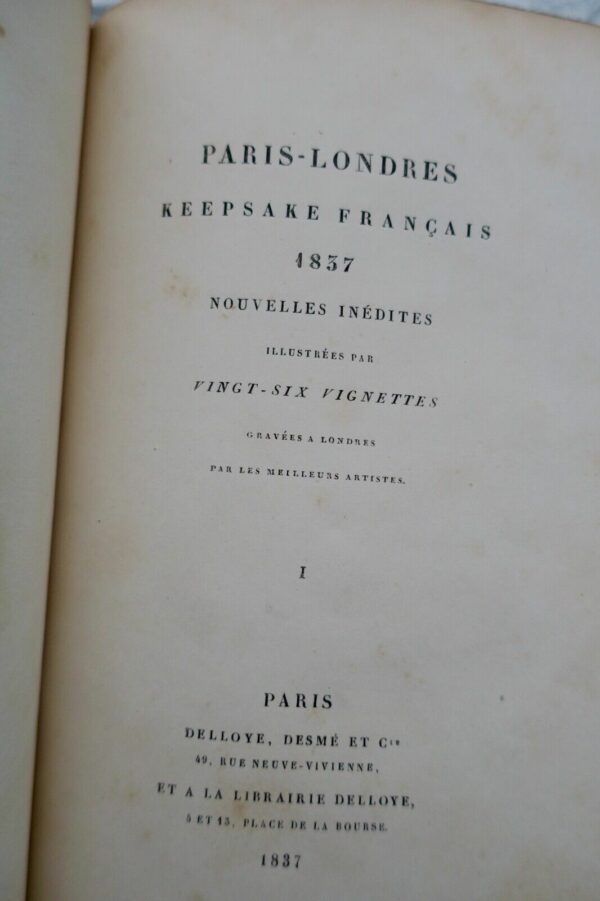 PARIS-LONDRES
KEEPSAKE FRANÇAIS
1837
NOUVELLES INÉDITES
ILLUSTRÉES PAR
VINGT-SIX VIGNETTES
GRAVÉES A LONDRES
PAR LES MEILLEURS ARTISTES.
I
PARIS
DELLOYE, DESMÉ ET Cie
49, RUE NEUVE-VIVIENNE,
ET A LA LIBRAIRIE DELLOYE,
5 ET 13, PLACE DE LA BOURSE.
1837